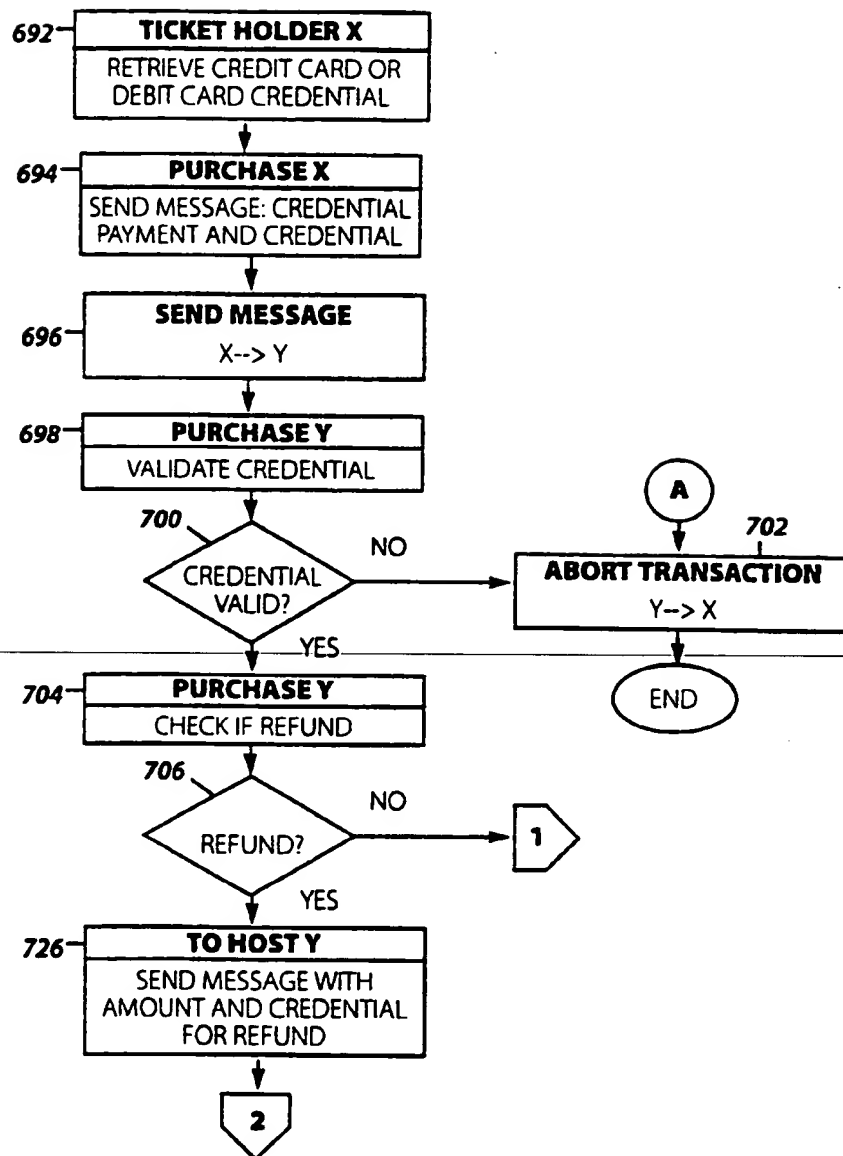 692
TICKET HOLDER X
RETRIEVE CREDIT CARD OR
DEBIT CARD CREDENTIAL
694
PURCHASE X
SEND MESSAGE: CREDENTIAL
PAYMENT AND CREDENTIAL
696
SEND MESSAGE
X--> Y
698
PURCHASE Y
VALIDATE CREDENTIAL
700
CREDENTIAL
VALID?
NO
YES
A
702
ABORT TRANSACTION
Y--> X
END
704
PURCHASE Y
CHECK IF REFUND
706
REFUND?
NO
1
YES
726
TO HOST Y
SEND MESSAGE WITH
AMOUNT AND CREDENTIAL
FOR REFUND
2